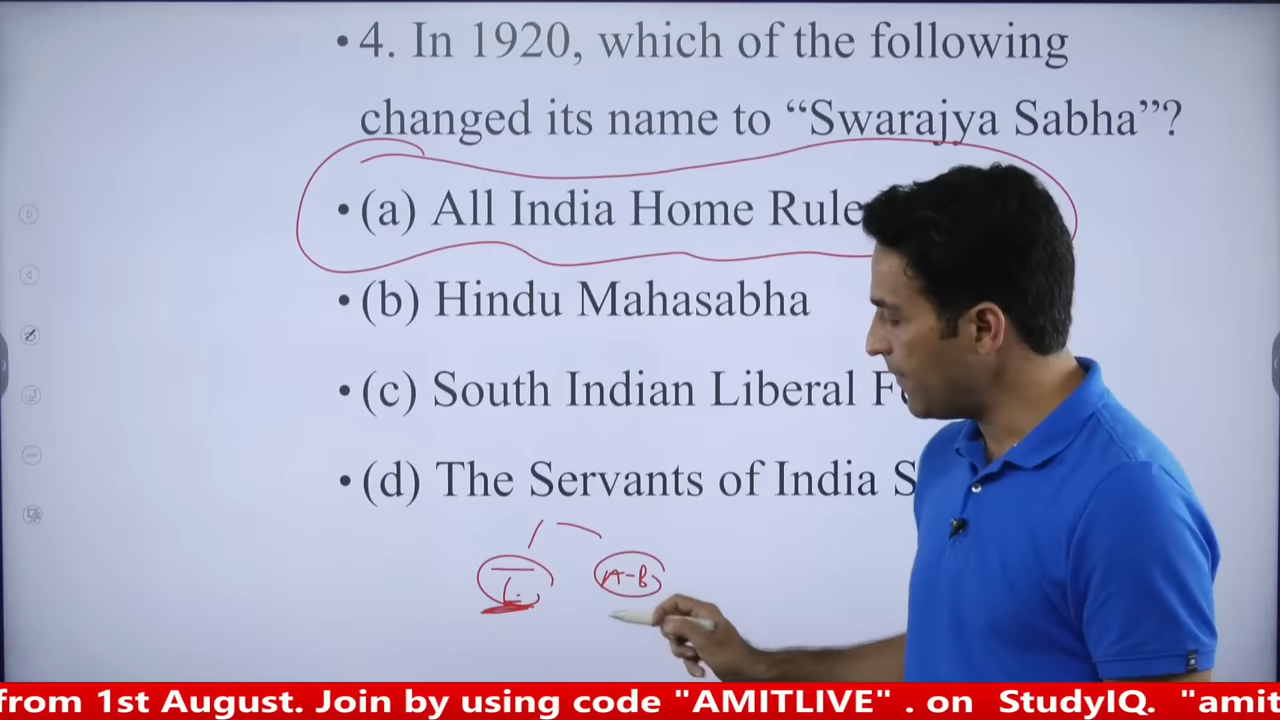 • 4. In 1920, which of the following
changed its name to “Swarajya Sabha”?
• (a) All India Home Rule
• (b) Hindu Mahasabha
• (c) South Indian Liberal
• (d) The Servants of India S
A-B
from 1st August. Join by using code "AMITLIVE" . on StudyIQ. "amit